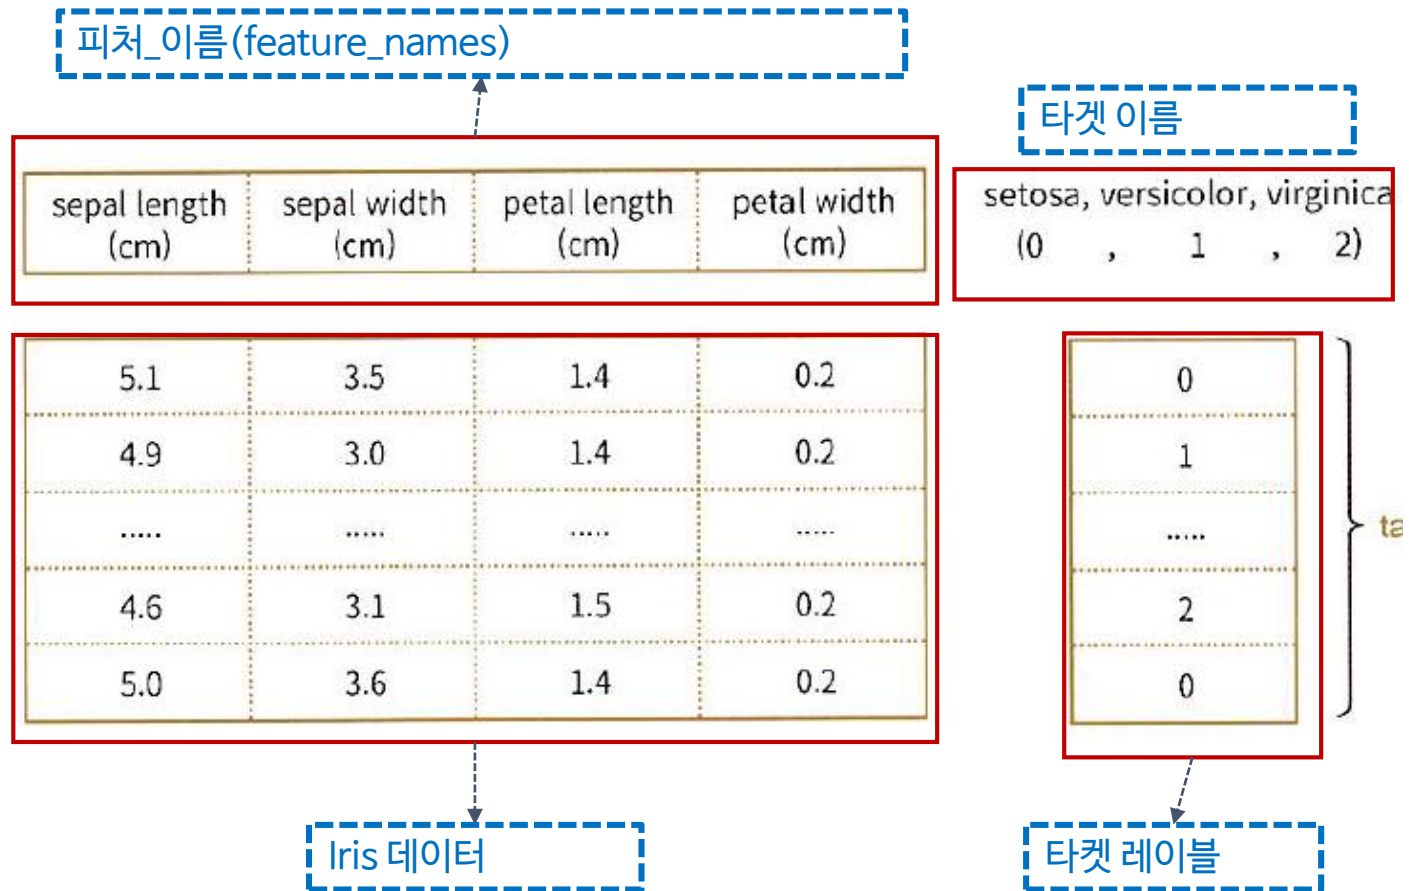 피처_이름(feature_names)
타겟 이름
sepal length (cm) sepal width (cm) petal length (cm) petal width (cm)
setosa, versicolor, virginica
(0 , 1 , 2)
5.1 3.5 1.4 0.2 0
4.9 3.0 1.4 0.2 1
..... ..... ..... ..... .....
ta
4.6 3.1 1.5 0.2 2
5.0 3.6 1.4 0.2 0
Iris 데이터
타켓 레이블